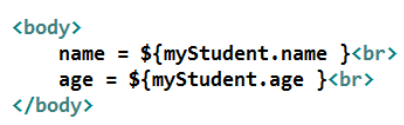 <body>
name = ${myStudent.name }<br>
age = ${myStudent.age }<br>
</body>